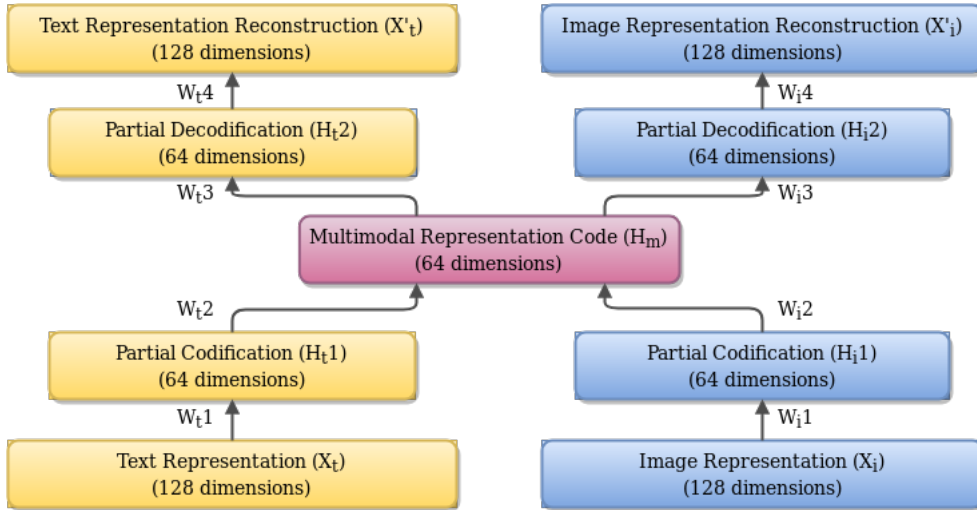 Text Representation Reconstruction (X't)
(128 dimensions)
Image Representation Reconstruction (X'i)
(128 dimensions)
Wt4
Wi4
Partial Decodification (Ht2)
(64 dimensions)
Partial Decodification (Hi2)
(64 dimensions)
Wt3
Wi3
Multimodal Representation Code (Hm)
(64 dimensions)
Wt2
Wi2
Partial Codification (Ht1)
(64 dimensions)
Partial Codification (Hi1)
(64 dimensions)
Wt1
Wi1
Text Representation (Xt)
(128 dimensions)
Image Representation (Xi)
(128 dimensions)